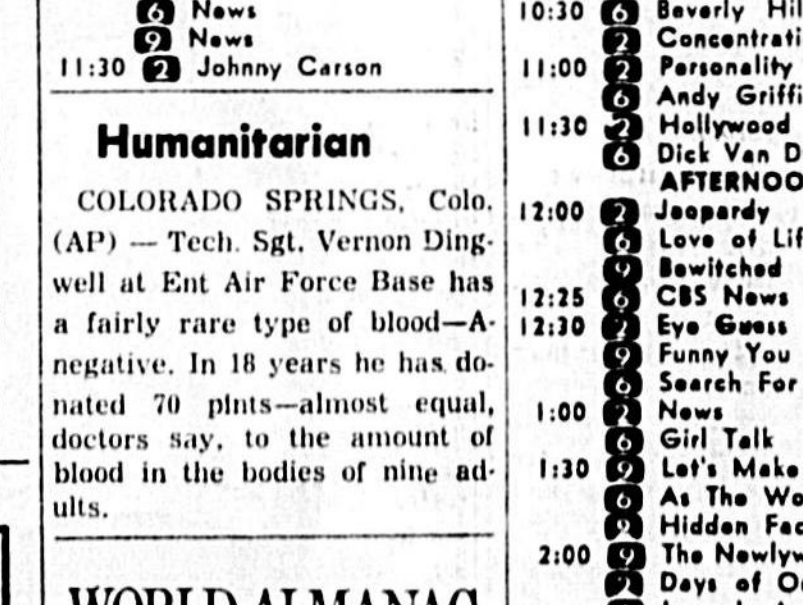 6 News
9 News
11:30 2 Johnny Carson
Humanitarian
COLORADO SPRINGS, Colo.
(AP) — Tech. Sgt. Vernon Ding-
well at Ent Air Force Base has
a fairly rare type of blood—A-
negative. In 18 years he has do-
nated 70 pints—almost equal,
doctors say, to the amount of
blood in the bodies of nine ad-
ults.
WORLD ALMANAC
10:30 6 Beverly Hil
2 Concentrati
11:00 2 Personality
6 Andy Griffi
11:30 2 Hollywood
6 Dick Van D
AFTERNOO
12:00 2 Jeopardy
6 Love of Lif
9 Bewitched
12:25 6 CBS News
12:30 2 Eye Guess
9 Funny You
6 Search For
1:00 2 News
6 Girl Talk
1:30 9 Let's Make
6 As The Wo
2 Hidden Fac
2:00 9 The Newlyw
2 Days of Or